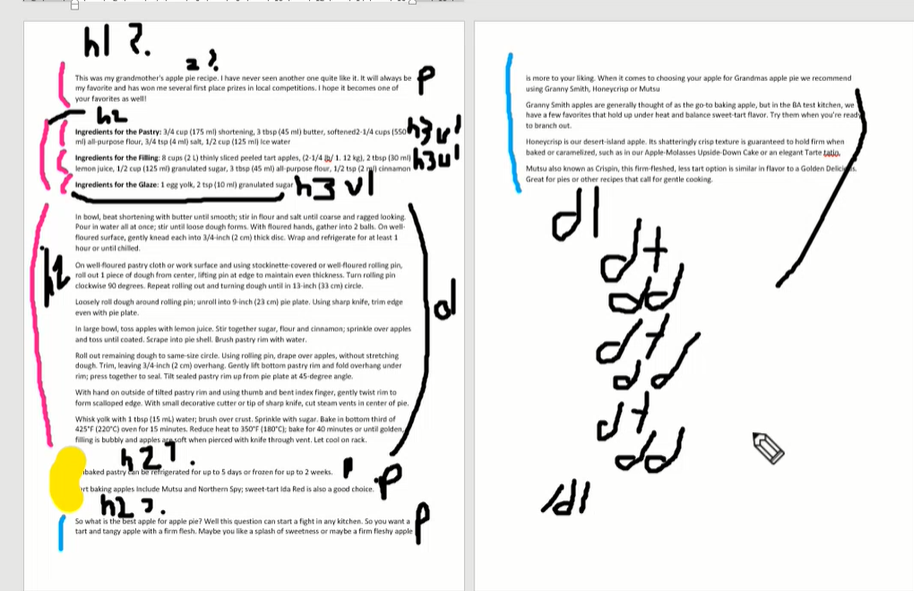 h1 ?.
2 ?.
This was my grandmother's apple pie recipe. I have never seen another one quite like it. It will always be
my favorite and has won me several first place prizes in local competitions. I hope it becomes one of
your favorites as well!
p
h2
Ingredients for the Pastry: 3/4 cup (175 ml) shortening, 3 tbsp (45 ml) butter, softened2-1/4 cups (550
ml) all-purpose flour, 3/4 tsp (4 ml) salt, 1/2 cup (125 ml) ice water
h3 ul
Ingredients for the Filling: 8 cups (2 L) thinly sliced peeled tart apples, (2-1/4 lb/ 1. 12 kg), 2 tbsp (30 ml)
lemon juice, 1/2 cup (125 ml) granulated sugar, 3 tbsp (45 ml) all-purpose flour, 1/2 tsp (2 ml) cinnamon
h3 ul
Ingredients for the Glaze: 1 egg yolk, 2 tsp (10 ml) granulated sugar
h3 ul
In bowl, beat shortening with butter until smooth; stir in flour and salt until coarse and ragged looking.
Pour in water all at once; stir until loose dough forms. With floured hands, gather into 2 balls. On well-
floured surface, gently knead each into 3/4-inch (2 cm) thick disc. Wrap and refrigerate for at least 1
hour or until chilled.
h2
On well-floured pastry cloth or work surface and using stockinette-covered or well-floured rolling pin,
roll out 1 piece of dough from center, lifting pin at edge to maintain even thickness. Turn rolling pin
clockwise 90 degrees. Repeat rolling out and turning dough until in 13-inch (33 cm) circle.
Loosely roll dough around rolling pin; unroll into 9-inch (23 cm) pie plate. Using sharp knife, trim edge
even with pie plate.
d
In large bowl, toss apples with lemon juice. Stir together sugar, flour and cinnamon; sprinkle over apples
and toss until coated. Scrape into pie shell. Brush pastry rim with water.
Roll out remaining dough to same-size circle. Using rolling pin, drape over apples, without stretching
dough. Trim, leaving 3/4-inch (2 cm) overhang. Gently lift bottom pastry rim and fold overhang under
rim; press together to seal. Tilt sealed pastry rim up from pie plate at 45-degree angle.
With hand on outside of tilted pastry rim and using thumb and bent index finger, gently twist rim to
form scalloped edge. With small decorative cutter or tip of sharp knife, cut steam vents in center of pie.
Whisk yolk with 1 tbsp (15 mL) water; brush over crust. Sprinkle with sugar. Bake in bottom third of
425°F (220°C) oven for 15 minutes. Reduce heat to 350°F (180°C); bake for 40 minutes or until golden,
filling is bubbly and apples are soft when pierced with knife through vent. Let cool on rack.
h2 ?.
baked pastry can be refrigerated for up to 5 days or frozen for up to 2 weeks.
p
rt baking apples include Mutsu and Northern Spy; sweet-tart Ida Red is also a good choice.
p
h2 ?.
So what is the best apple for apple pie? Well this question can start a fight in any kitchen. So you want a
tart and tangy apple with a firm flesh. Maybe you like a splash of sweetness or maybe a firm fleshy apple
p
is more to your liking. When it comes to choosing your apple for Grandmas apple pie we recommend
using Granny Smith, Honeycrisp or Mutsu
Granny Smith apples are generally thought of as the go-to baking apple, but in the BA test kitchen, we
have a few favorites that hold up under heat and balance sweet-tart flavor. Try them when you're ready
to branch out.
Honeycrisp is our desert-island apple. Its shatteringly crisp texture is guaranteed to hold firm when
baked or caramelized, such as in our Apple-Molasses Upside-Down Cake or an elegant Tarte tatin.
Mutsu also known as Crispin, this firm-fleshed, less tart option is similar in flavor to a Golden Delicious.
Great for pies or other recipes that call for gentle cooking.
dl
dt
dd
dt
dd
dt
dd
/dl